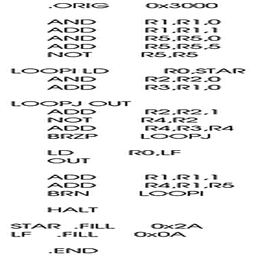 .ORIG 0x3000
AND R1,R1,0
ADD R1,R1,1
AND R5,R5,0
ADD R5,R5,5
NOT R5,R5
LOOPI LD R0,STAR
AND R2,R2,0
ADD R3,R1,0
LOOPJ OUT
ADD R2,R2,1
NOT R4,R2
ADD R4,R3,R4
BRZP LOOPJ
LD R0,LF
OUT
ADD R1,R1,1
ADD R4,R1,R5
BRN LOOPI
HALT
STAR .FILL 0x2A
LF .FILL 0x0A
.END